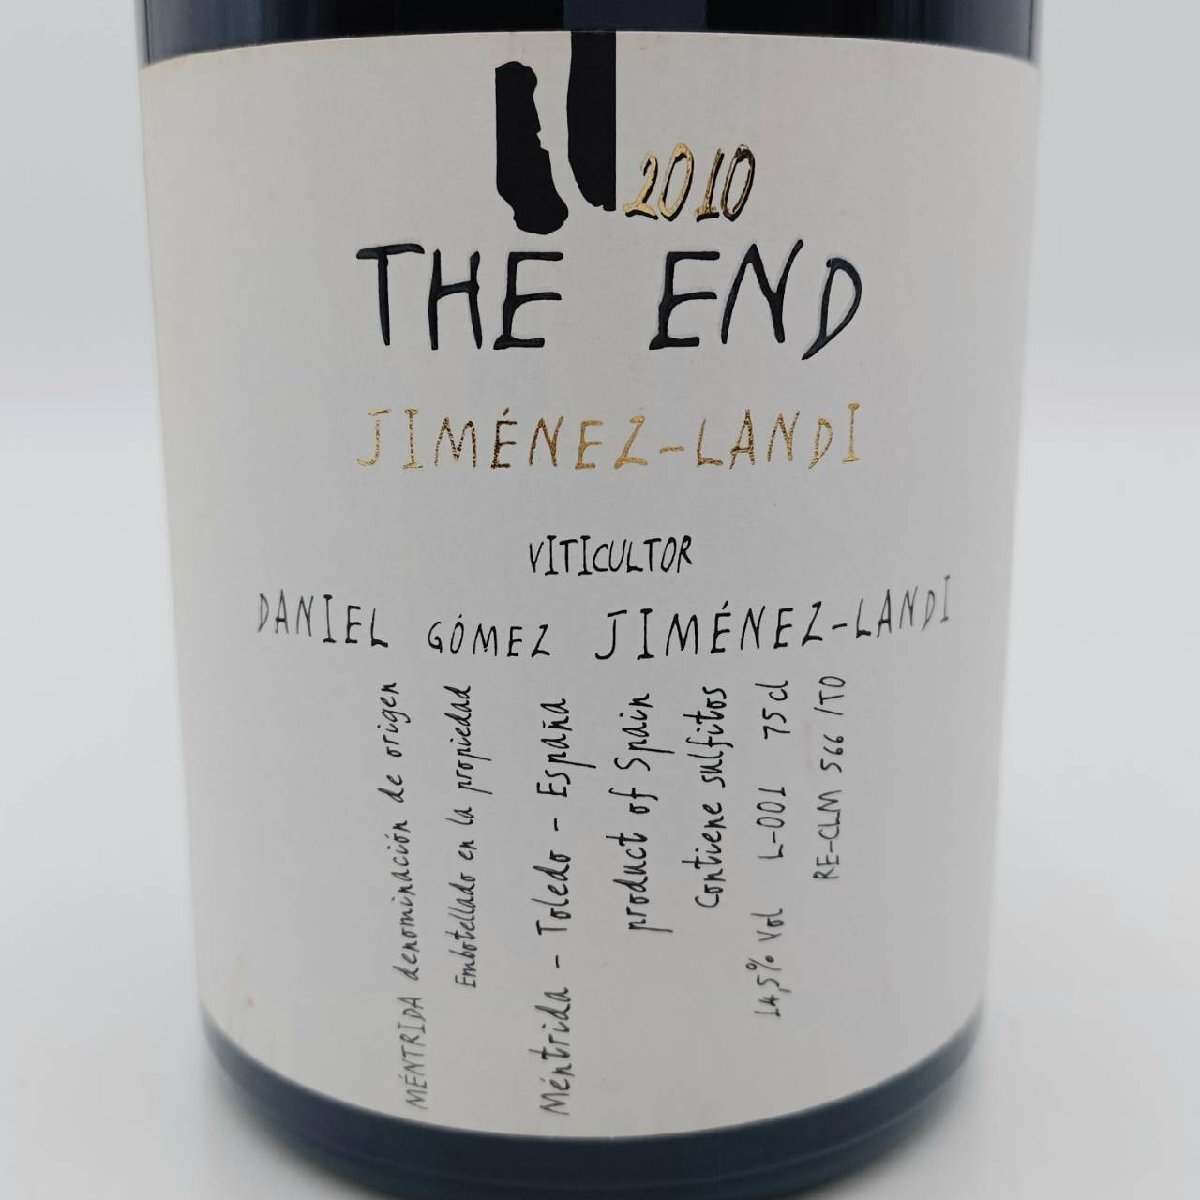 2010
THE END
JIMÉNEZ-LANDI
VITICULTOR
DANIEL GÓMEZ JIMÉNEZ-LANDI
MÉNTRIDA denominación de origen
Embotellado en la propiedad
Méntrida - Toledo - España
product of Spain
Contiene sulfitos
14,5% Vol L-001 75cl
RE-CLM 566 /TO